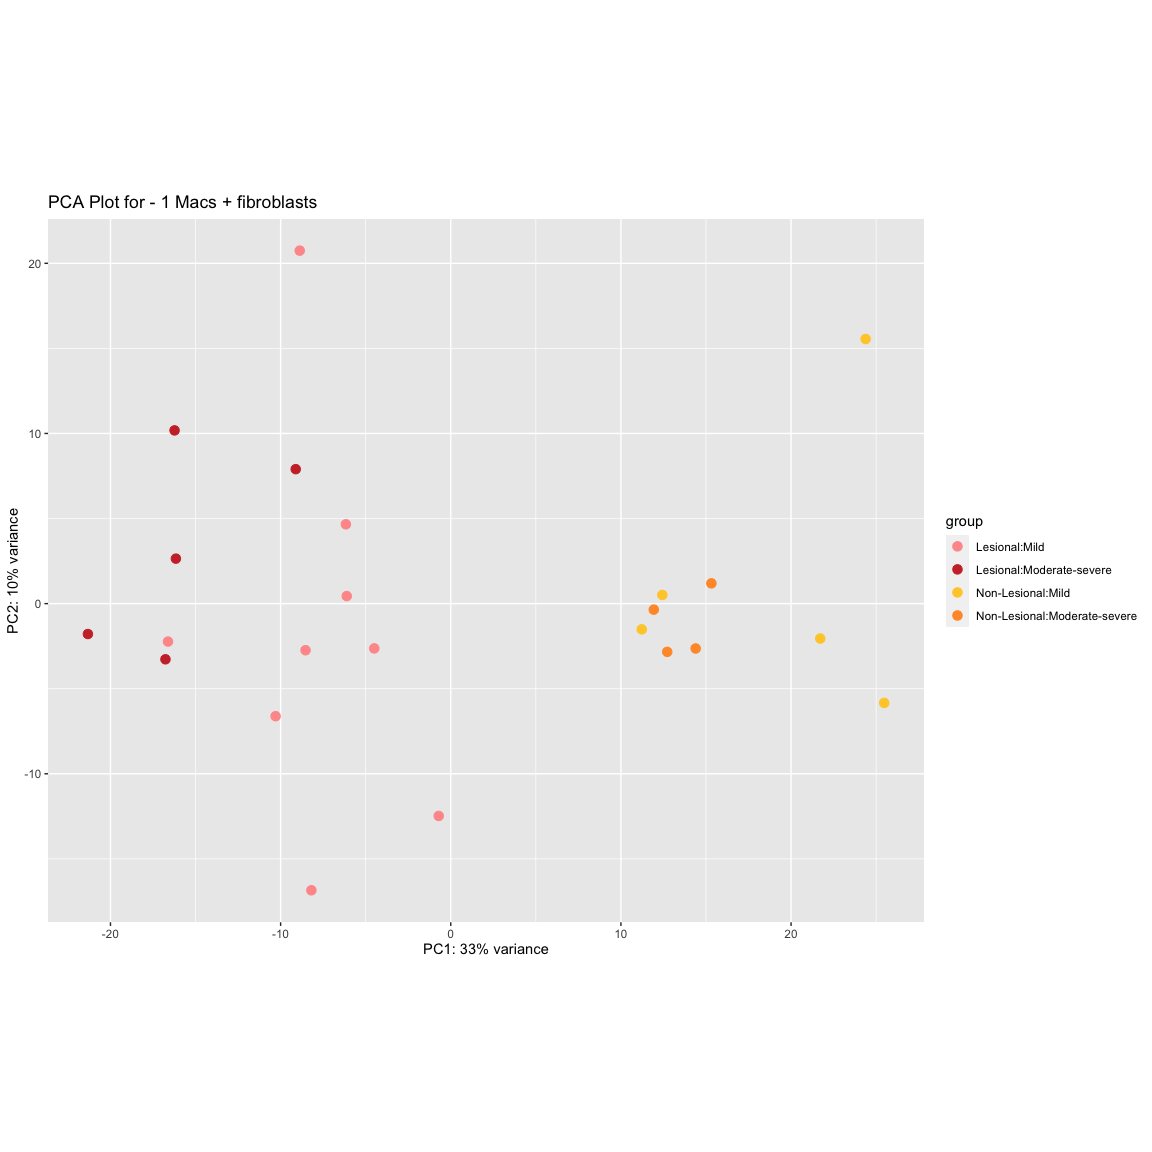 PCA Plot for - 1 Macs + fibroblasts
20
10
0
-10
PC2: 10% variance
-20
-10
0
10
20
PC1: 33% variance
group
Lesional:Mild
Lesional:Moderate-severe
Non-Lesional:Mild
Non-Lesional:Moderate-severe